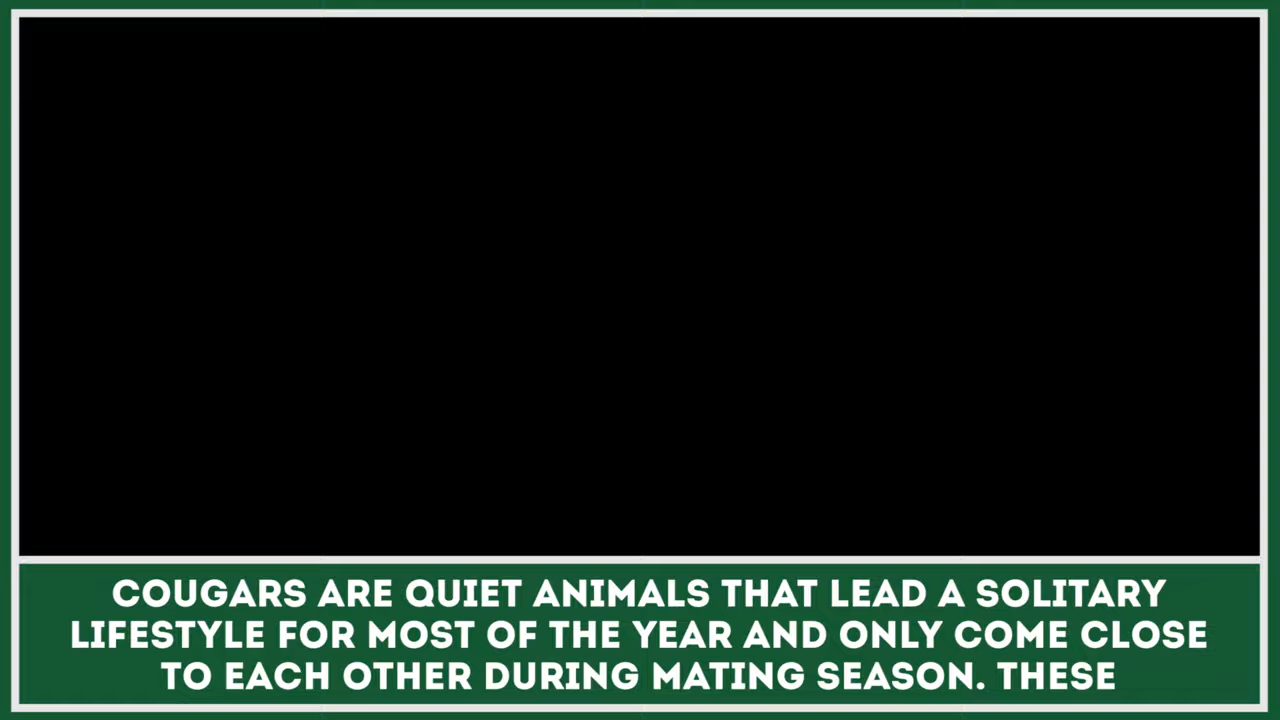 COUGARS ARE QUIET ANIMALS THAT LEAD A SOLITARY
LIFESTYLE FOR MOST OF THE YEAR AND ONLY COME CLOSE
TO EACH OTHER DURING MATING SEASON. THESE